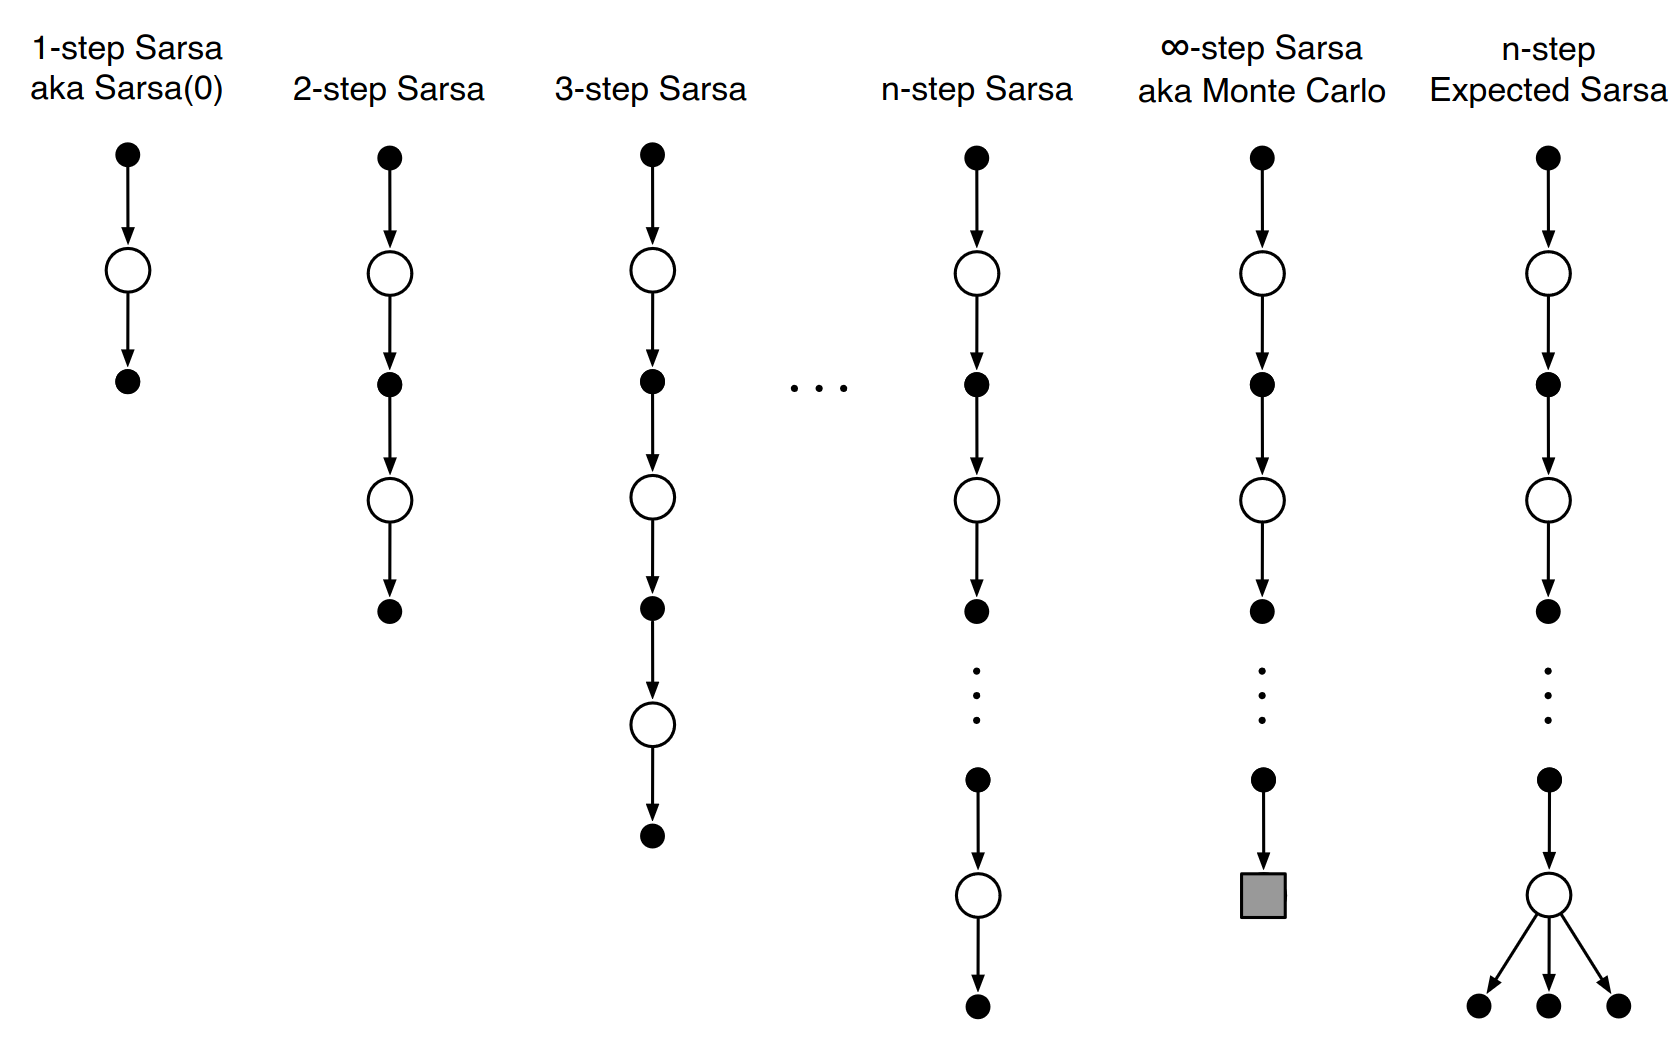 1-step Sarsa
aka Sarsa(0)
2-step Sarsa
3-step Sarsa
n-step Sarsa
∞-step Sarsa
aka Monte Carlo
n-step
Expected Sarsa
. . .